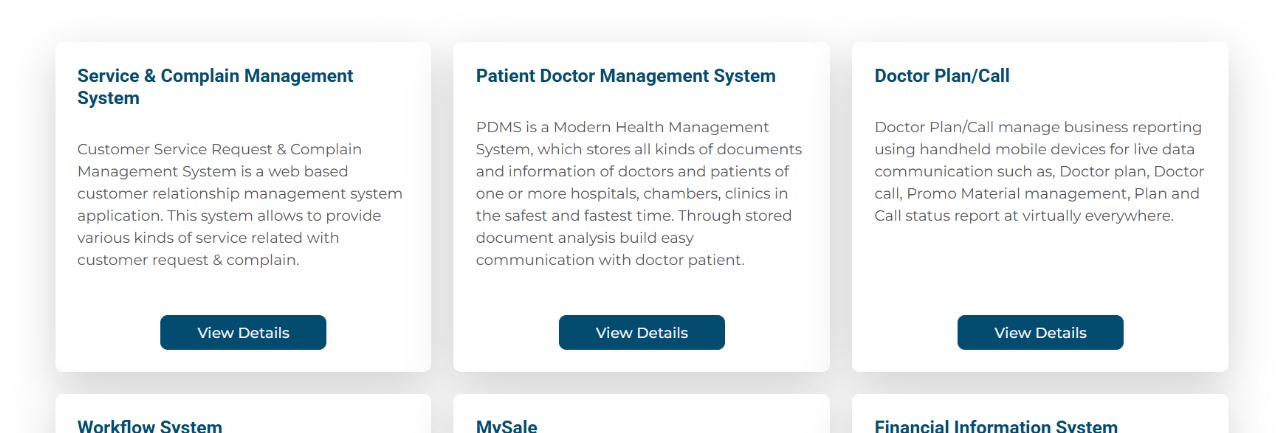 Service & Complain Management
System
Customer Service Request & Complain
Management System is a web based
customer relationship management system
application. This system allows to provide
various kinds of service related with
customer request & complain.
View Details
Patient Doctor Management System
PDMS is a Modern Health Management
System, which stores all kinds of documents
and information of doctors and patients of
one or more hospitals, chambers, clinics in
the safest and fastest time. Through stored
document analysis build easy
communication with doctor patient.
View Details
Doctor Plan/Call
Doctor Plan/Call manage business reporting
using handheld mobile devices for live data
communication such as, Doctor plan, Doctor
call, Promo Material management, Plan and
Call status report at virtually everywhere.
View Details
Workflow System
MySale
Financial Information System